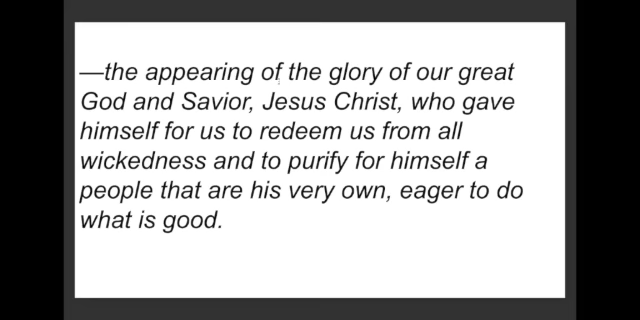 —the appearing of the glory of our great
God and Savior, Jesus Christ, who gave
himself for us to redeem us from all
wickedness and to purify for himself a
people that are his very own, eager to do
what is good.